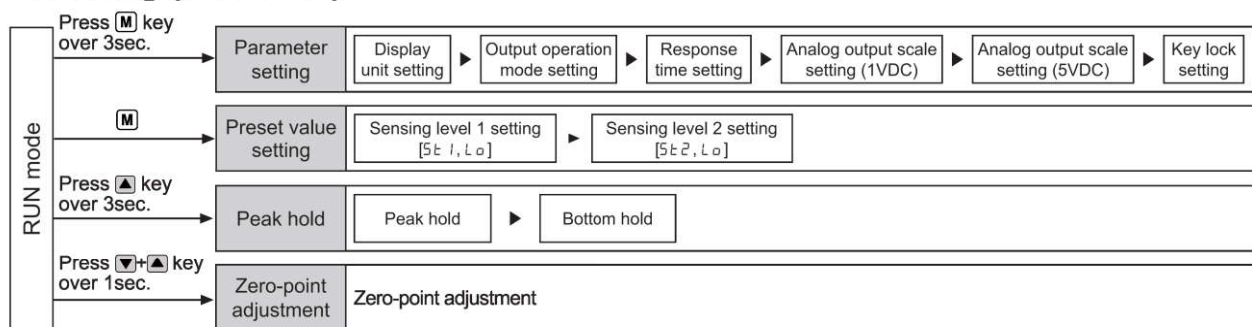 RUN mode
Press M key
over 3sec.
Parameter
setting
Display
unit setting
Output operation
mode setting
Response
time setting
Analog output scale
setting (1VDC)
Analog output scale
setting (5VDC)
Key lock
setting
M
Preset value
setting
Sensing level 1 setting
[St1, Lo]
Sensing level 2 setting
[St2, Lo]
Press ▲ key
over 3sec.
Peak hold
Peak hold
Bottom hold
Press ▼+▲ key
over 1sec.
Zero-point
adjustment
Zero-point adjustment